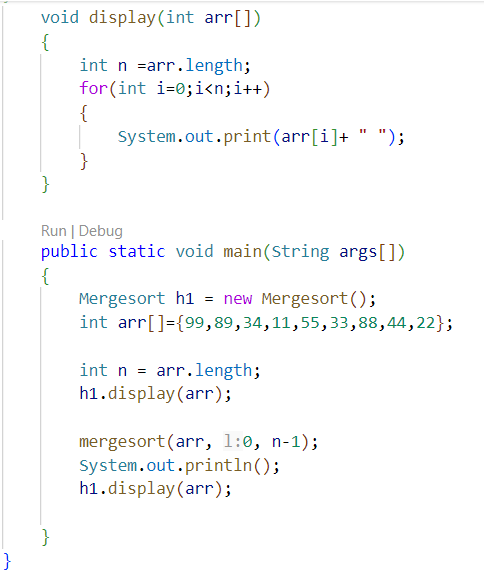 void display(int arr[])
{
int n =arr.length;
for(int i=0;i<n;i++)
{
System.out.print(arr[i]+ " ");
}
}
Run | Debug
public static void main(String args[])
{
Mergesort h1 = new Mergesort();
int arr[]={99,89,34,11,55,33,88,44,22};
int n = arr.length;
h1.display(arr);
mergesort(arr, l:0, n-1);
System.out.println();
h1.display(arr);
}
}